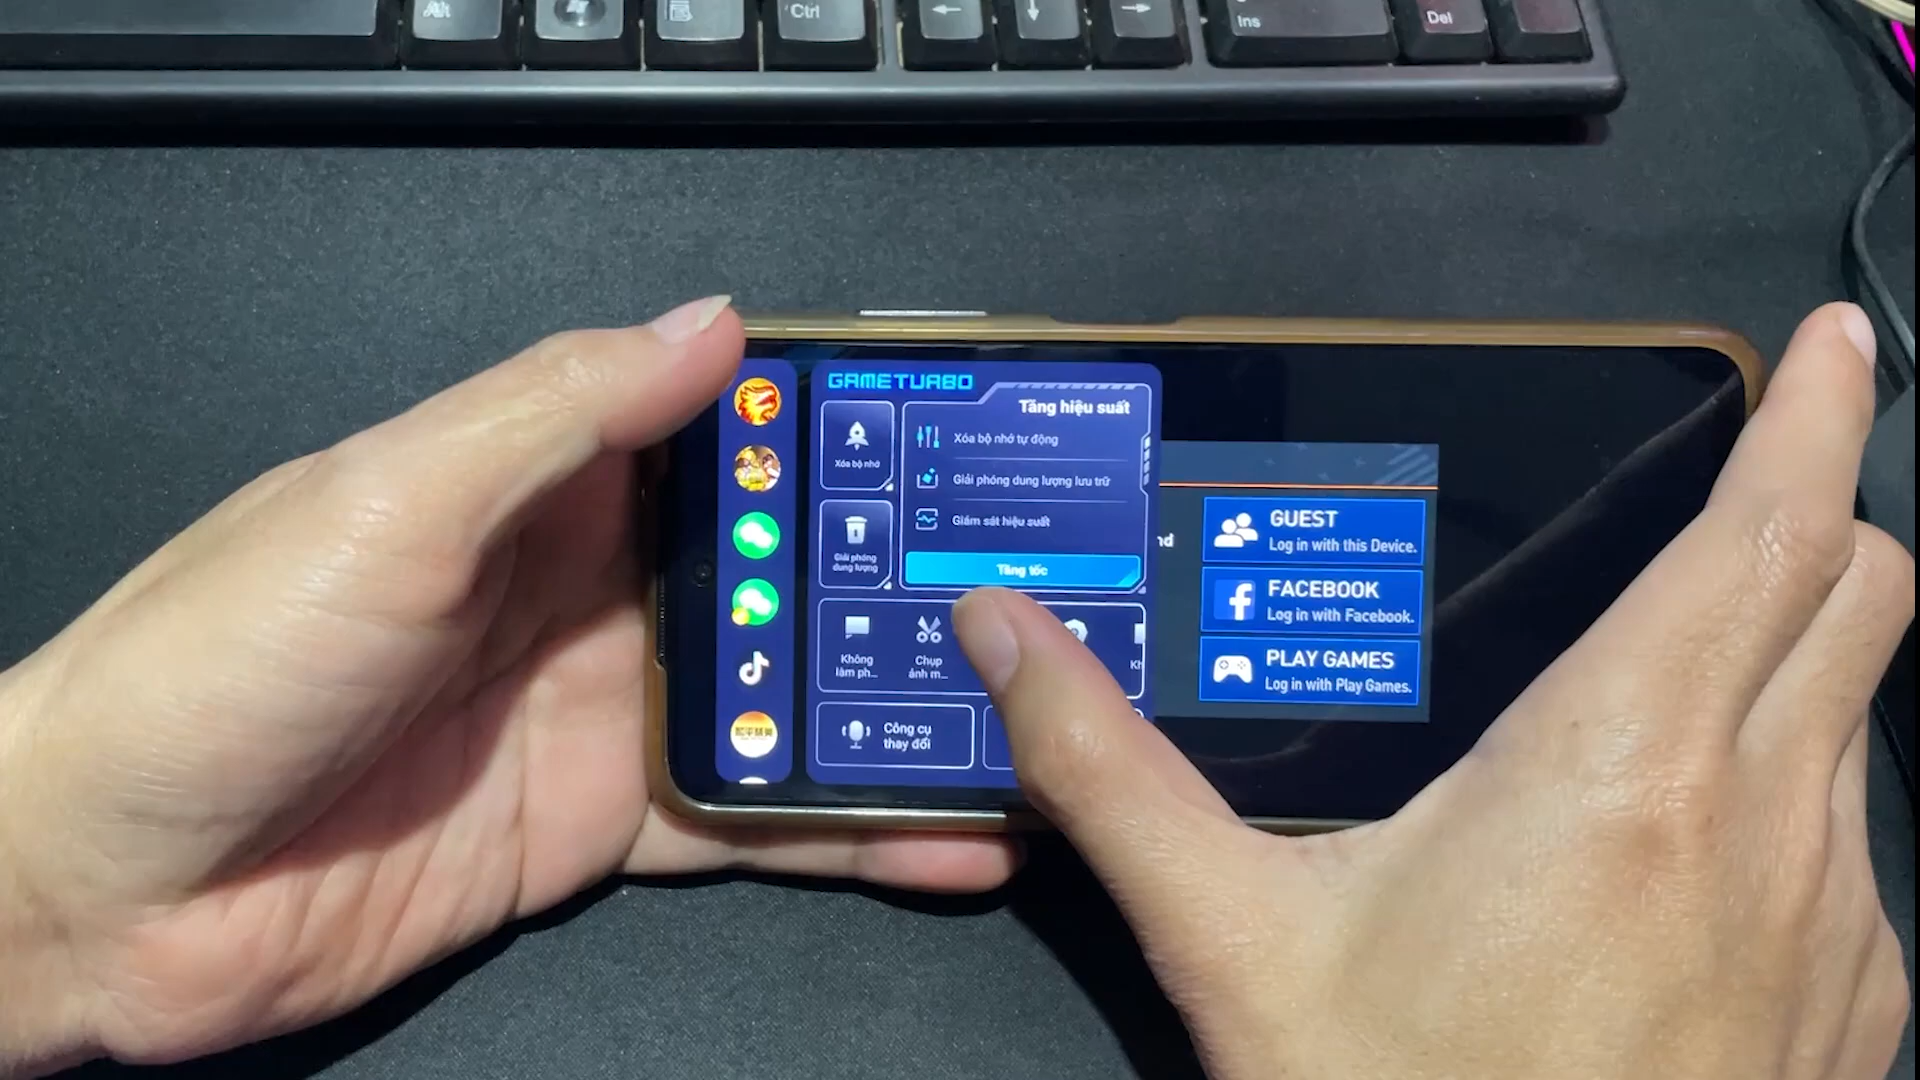 Alt
Ctrl
Ins
Del
GAMETURBO
Tăng hiệu suất
Xóa bộ nhớ
Xóa bộ nhớ tự động
Giải phóng dung lượng lưu trữ
Giám sát hiệu suất
Giải phóng
dung lượng
Tăng tốc
Không
làm ph...
Chụp
ảnh m...
Kh
Công cụ
thay đổi
nd
GUEST
Log in with this Device.
FACEBOOK
Log in with Facebook.
PLAY GAMES
Log in with Play Games.